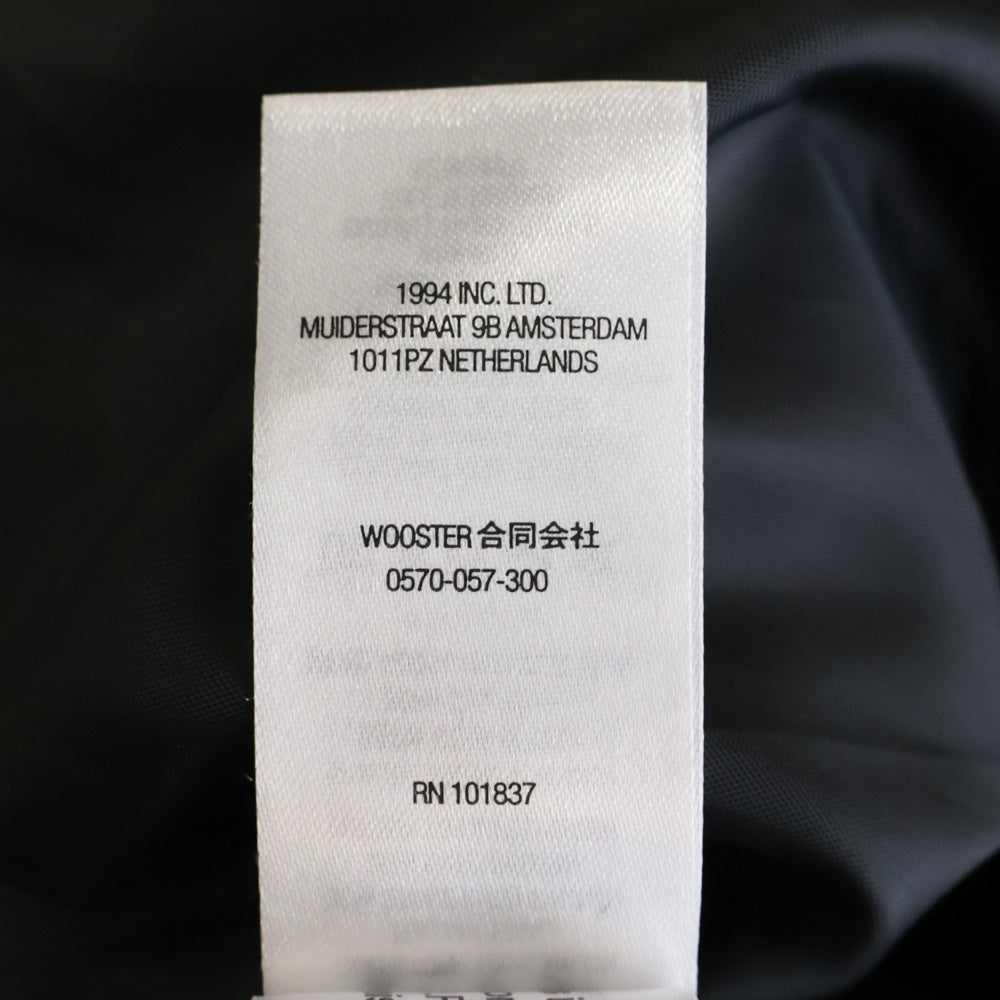 1994 INC. LTD.
MUIDERSTRAAT 9B AMSTERDAM
1011PZ NETHERLANDS
WOOSTER 合同会社
0570-057-300
RN 101837